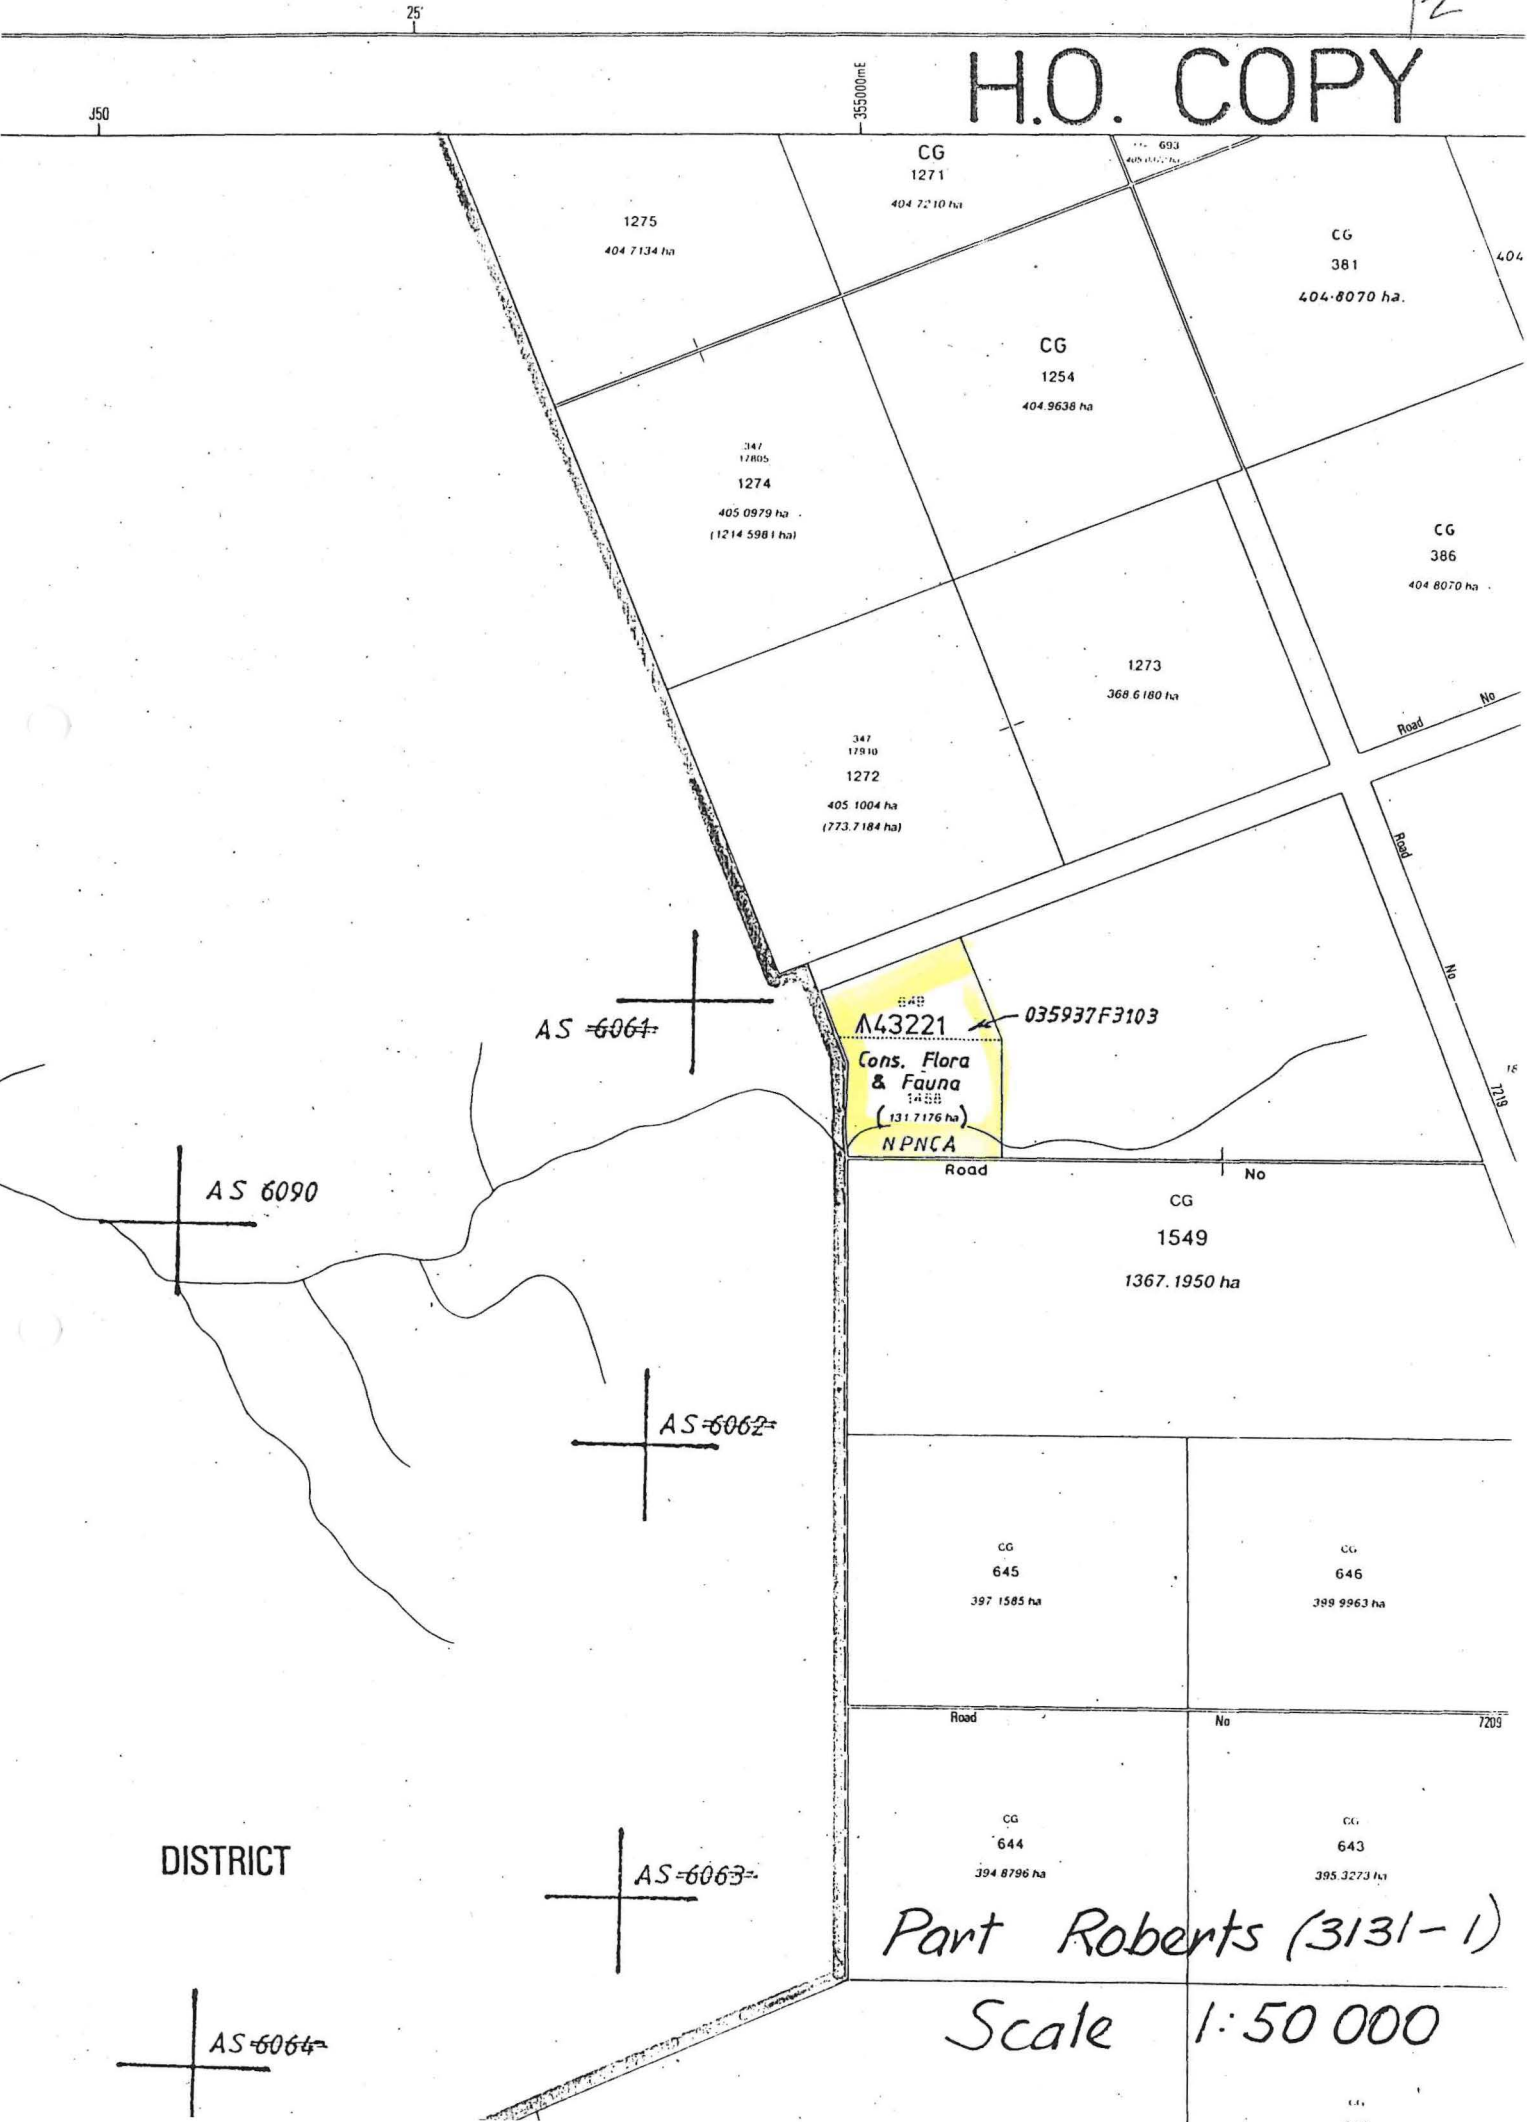 2
25'
H.O. COPY
350
355000mE
693
CG
1271
404 7210 ha
1275
404 7134 ha
CG
381
404·8070 ha.
404
CG
1254
404.9638 ha
347
17805
1274
405 0979 ha
(1214 5981 ha)
CG
386
404 8070 ha
1273
368.6180 ha
Road
No
347
17910
1272
405 1004 ha
(773.7184 ha)
Road
No
7219
18
649
A43221
035937F3103
Cons. Flora
& Fauna
(131 7176 ha)
NPNCA
AS 6061
Road
No
AS 6090
CG
1549
1367.1950 ha
AS 6062
CG
645
397 1585 ha
CG
646
399 9963 ha
Road
No
7209
CG
644
394 8796 ha
CG
643
395.3273 ha
DISTRICT
AS 6063
Part Roberts (3131-1)
Scale 1:50 000
AS 6064
CG